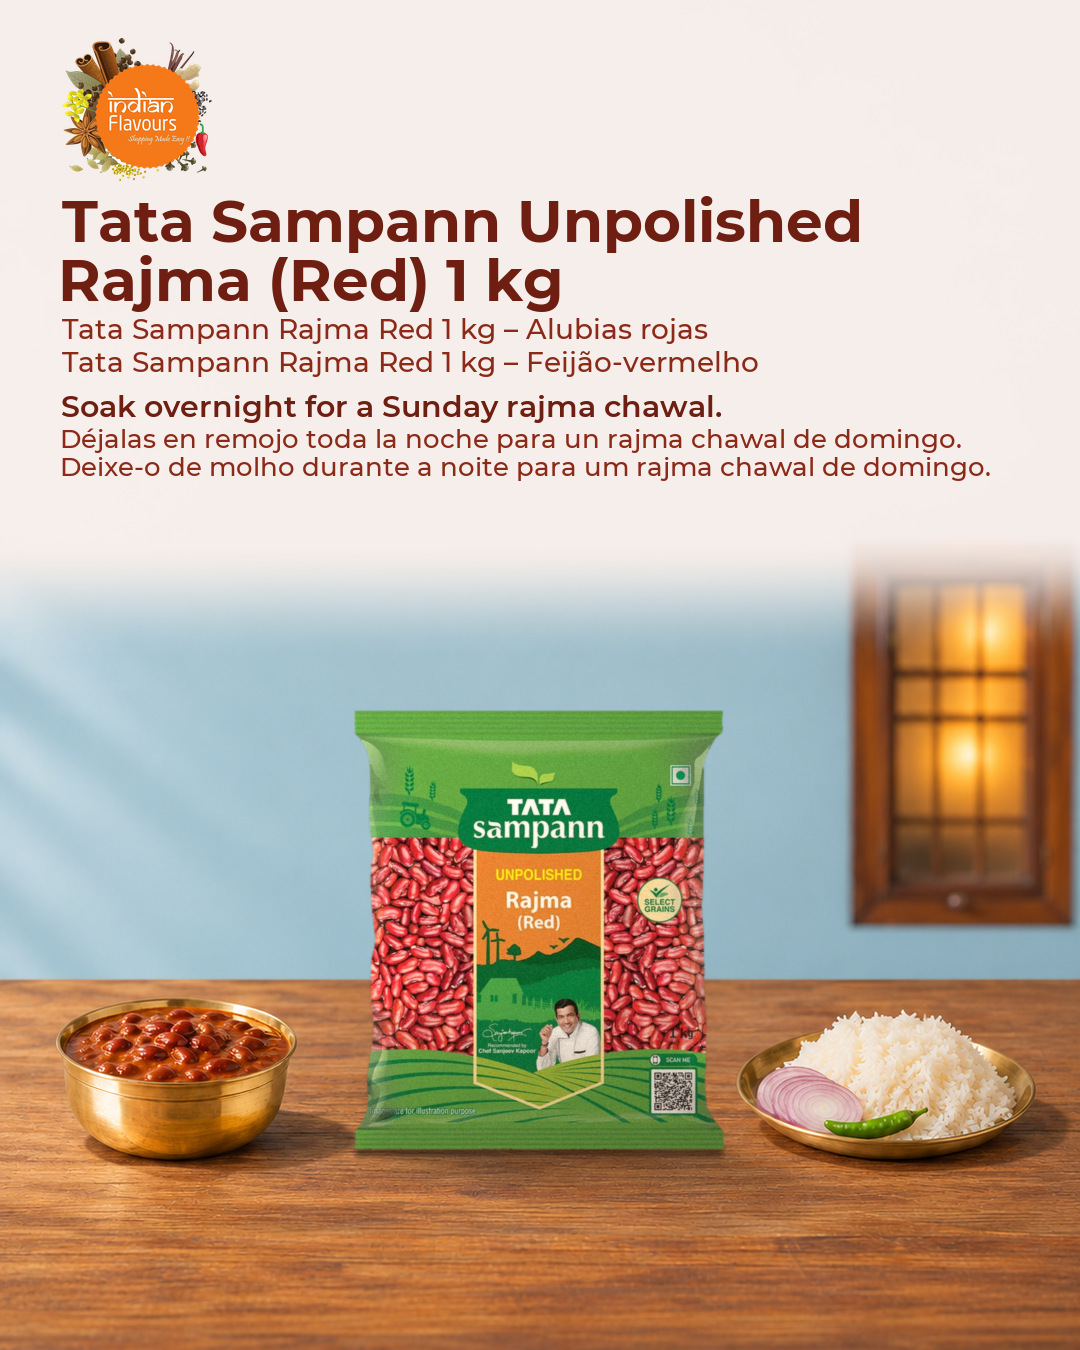 indian
Flavours
Shopping Made Easy !!
Tata Sampann Unpolished
Rajma (Red) 1 kg
Tata Sampann Rajma Red 1 kg – Alubias rojas
Tata Sampann Rajma Red 1 kg – Feijão-vermelho
Soak overnight for a Sunday rajma chawal.
Déjalas en remojo toda la noche para un rajma chawal de domingo.
Deixe-o de molho durante a noite para um rajma chawal de domingo.
TATA
sampann
UNPOLISHED
Rajma
(Red)
SELECT
GRAINS
1 kg
Recommended by
Chef Sanjeev Kapoor
SCAN ME
for illustration purpose